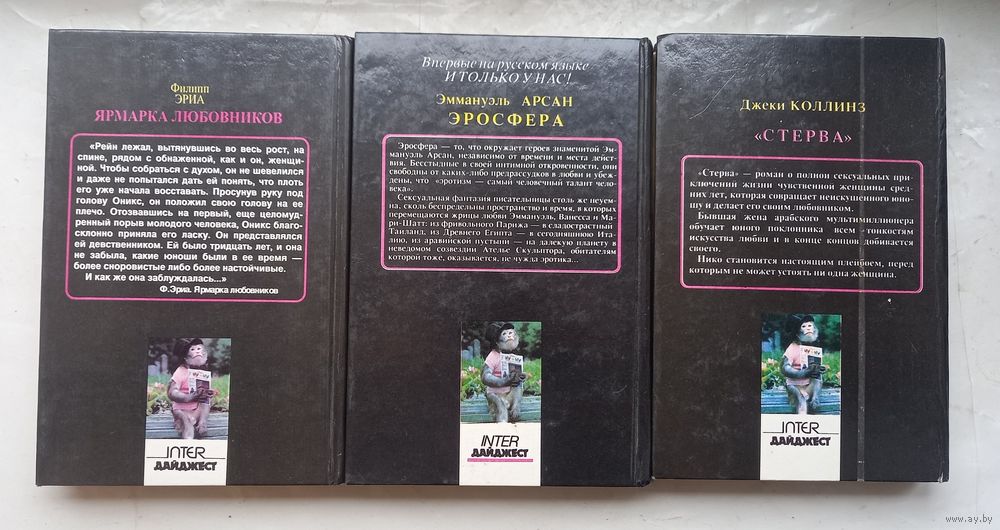 Филипп
ЭРИА
ЯРМАРКА ЛЮБОВНИКОВ
«Рейн лежал, вытянувшись во весь рост, на
спине, рядом с обнаженной, как и он, женщи-
ной. Чтобы собраться с духом, он не шевелился
и даже не попытался дать ей понять, что плоть
его уже начала восставать. Просунув руку под
голову Оникс, он положил свою голову на ее
плечо. Отозвавшись на первый, еще целомуд-
ренный порыв молодого человека, Оникс благо-
склонно приняла его ласку. Он представлялся
ей девственником. Ей было тридцать лет, и она
не забыла, какие юноши были в ее время —
более сноровистые либо более настойчивые.
И как же она заблуждалась...»
Ф.Эриа. Ярмарка любовников
INTER
ДАЙДЖЕСТ
Впервые на русском языке
И ТОЛЬКО У НАС!
Эммануэль АРСАН
ЭРОСФЕРА
Эросфера — то, что окружает героев знаменитой Эм-
мануэль Арсан, независимо от времени и места дейст-
вия. Бесстыдные в своей интимной откровенности, они
свободны от каких-либо предрассудков в любви и убеж-
дены, что «эротизм — самый человечный талант чело-
века».
Сексуальная фантазия писательницы столь же неуем-
на, сколь беспредельны пространство и время, в которых
перемещаются жрицы любви Эммануэль, Ванесса и Ма-
ри-Шатт: из фривольного Парижа — в сладострастный
Таиланд, из Древнего Египта — в сегодняшнюю Ита-
лию, из аравийской пустыни — на далекую планету в
неведомом созвездии Ателье Скульптора, обитателям
которой тоже, оказывается, не чужда эротика...
INTER
ДАЙДЖЕСТ
Джеки КОЛЛИНЗ
«СТЕРВА»
«Стерва» — роман о полной сексуальных при-
ключений жизни чувственной женщины сред-
них лет, которая совращает неискушенного юно-
шу и делает его своим любовником.
Бывшая жена арабского мультимиллионера
обучает юного поклонника всем тонкостям
искусства любви и в конце концов добивается
своего.
Нико становится настоящим плейбоем, перед
которым не может устоять ни одна женщина.
INTER
ДАЙДЖЕСТ
www.ay.by